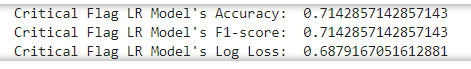 Critical Flag LR Model's Accuracy:  0.7142857142857143
Critical Flag LR Model's F1-score:  0.7142857142857143
Critical Flag LR Model's Log Loss:  0.6879167051612881